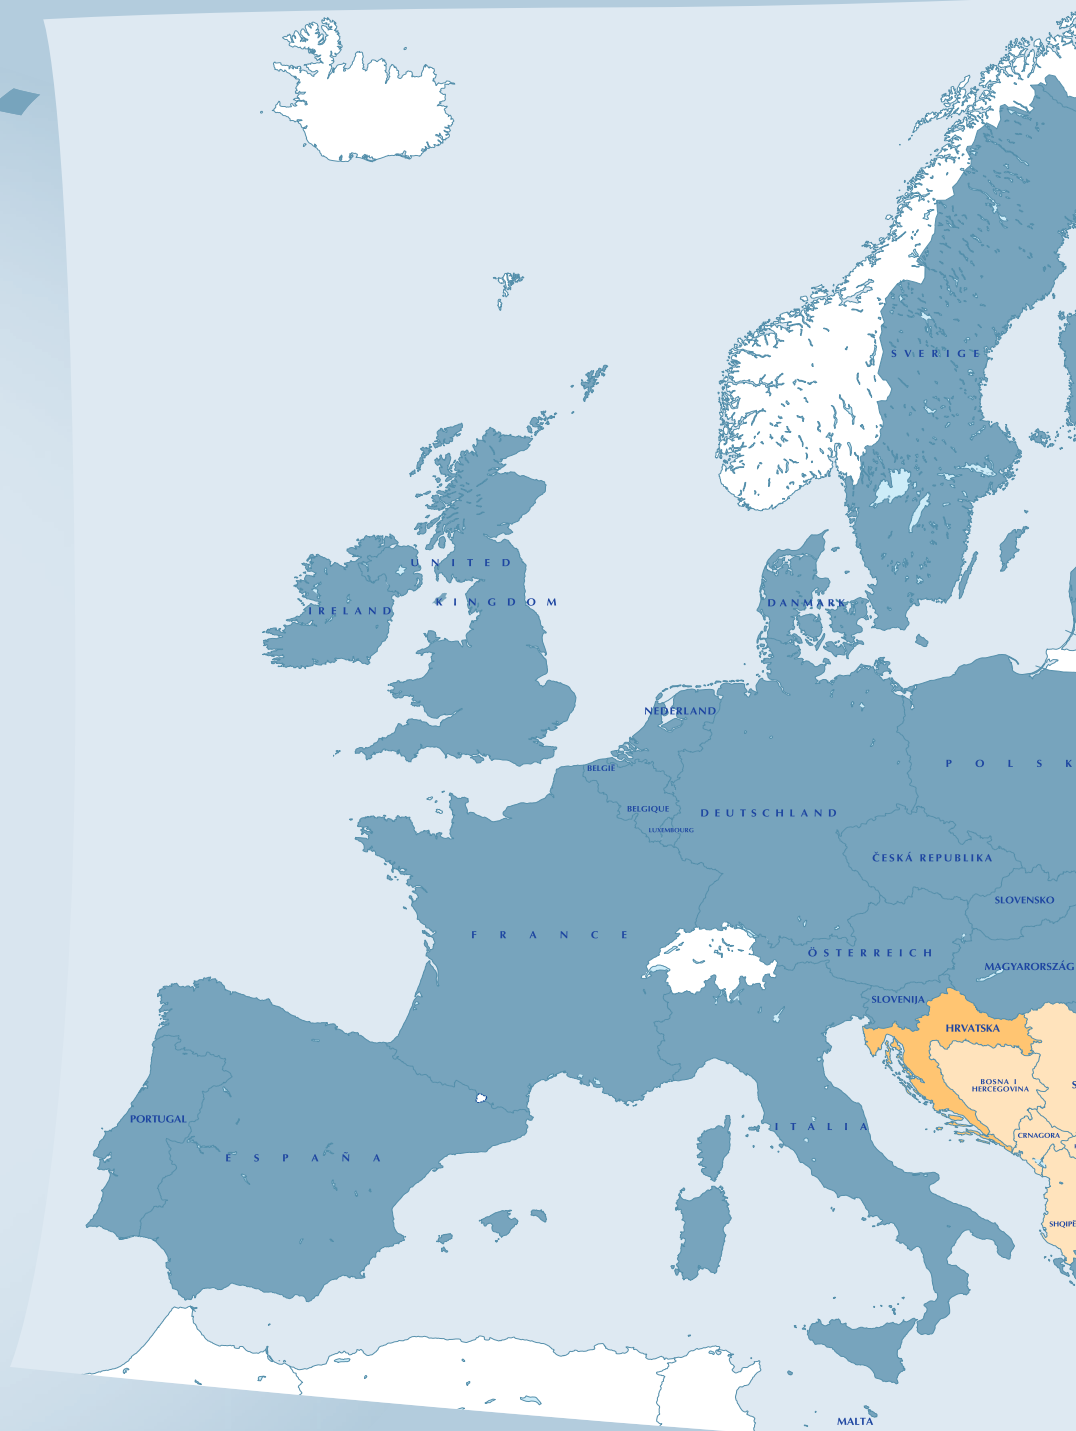 SVERIGE
UNITED
KINGDOM
IRELAND
DANMARK
NEDERLAND
BELGIË
POLSK
BELGIQUE
DEUTSCHLAND
LUXEMBOURG
ČESKÁ REPUBLIKA
SLOVENSKO
FRANCE
ÖSTERREICH
MAGYARORSZÁG
SLOVENIJA
HRVATSKA
BOSNA I
HERCEGOVINA
S
PORTUGAL
ITALIA
CRNAGORA
ESPAÑA
SHQIPË
MALTA